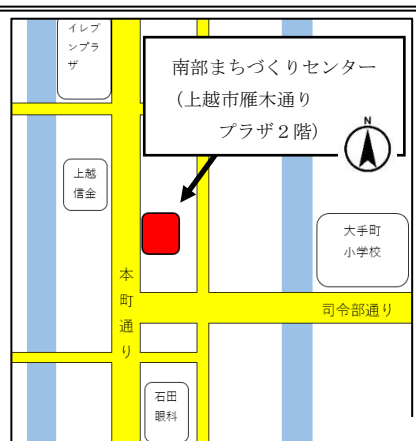 イレブ
ンプラ
ザ
南部まちづくりセンター
（上越市雁木通り
プラザ２階）
N
上越
信金
大手町
小学校
本町通り
司令部通り
石田
眼科